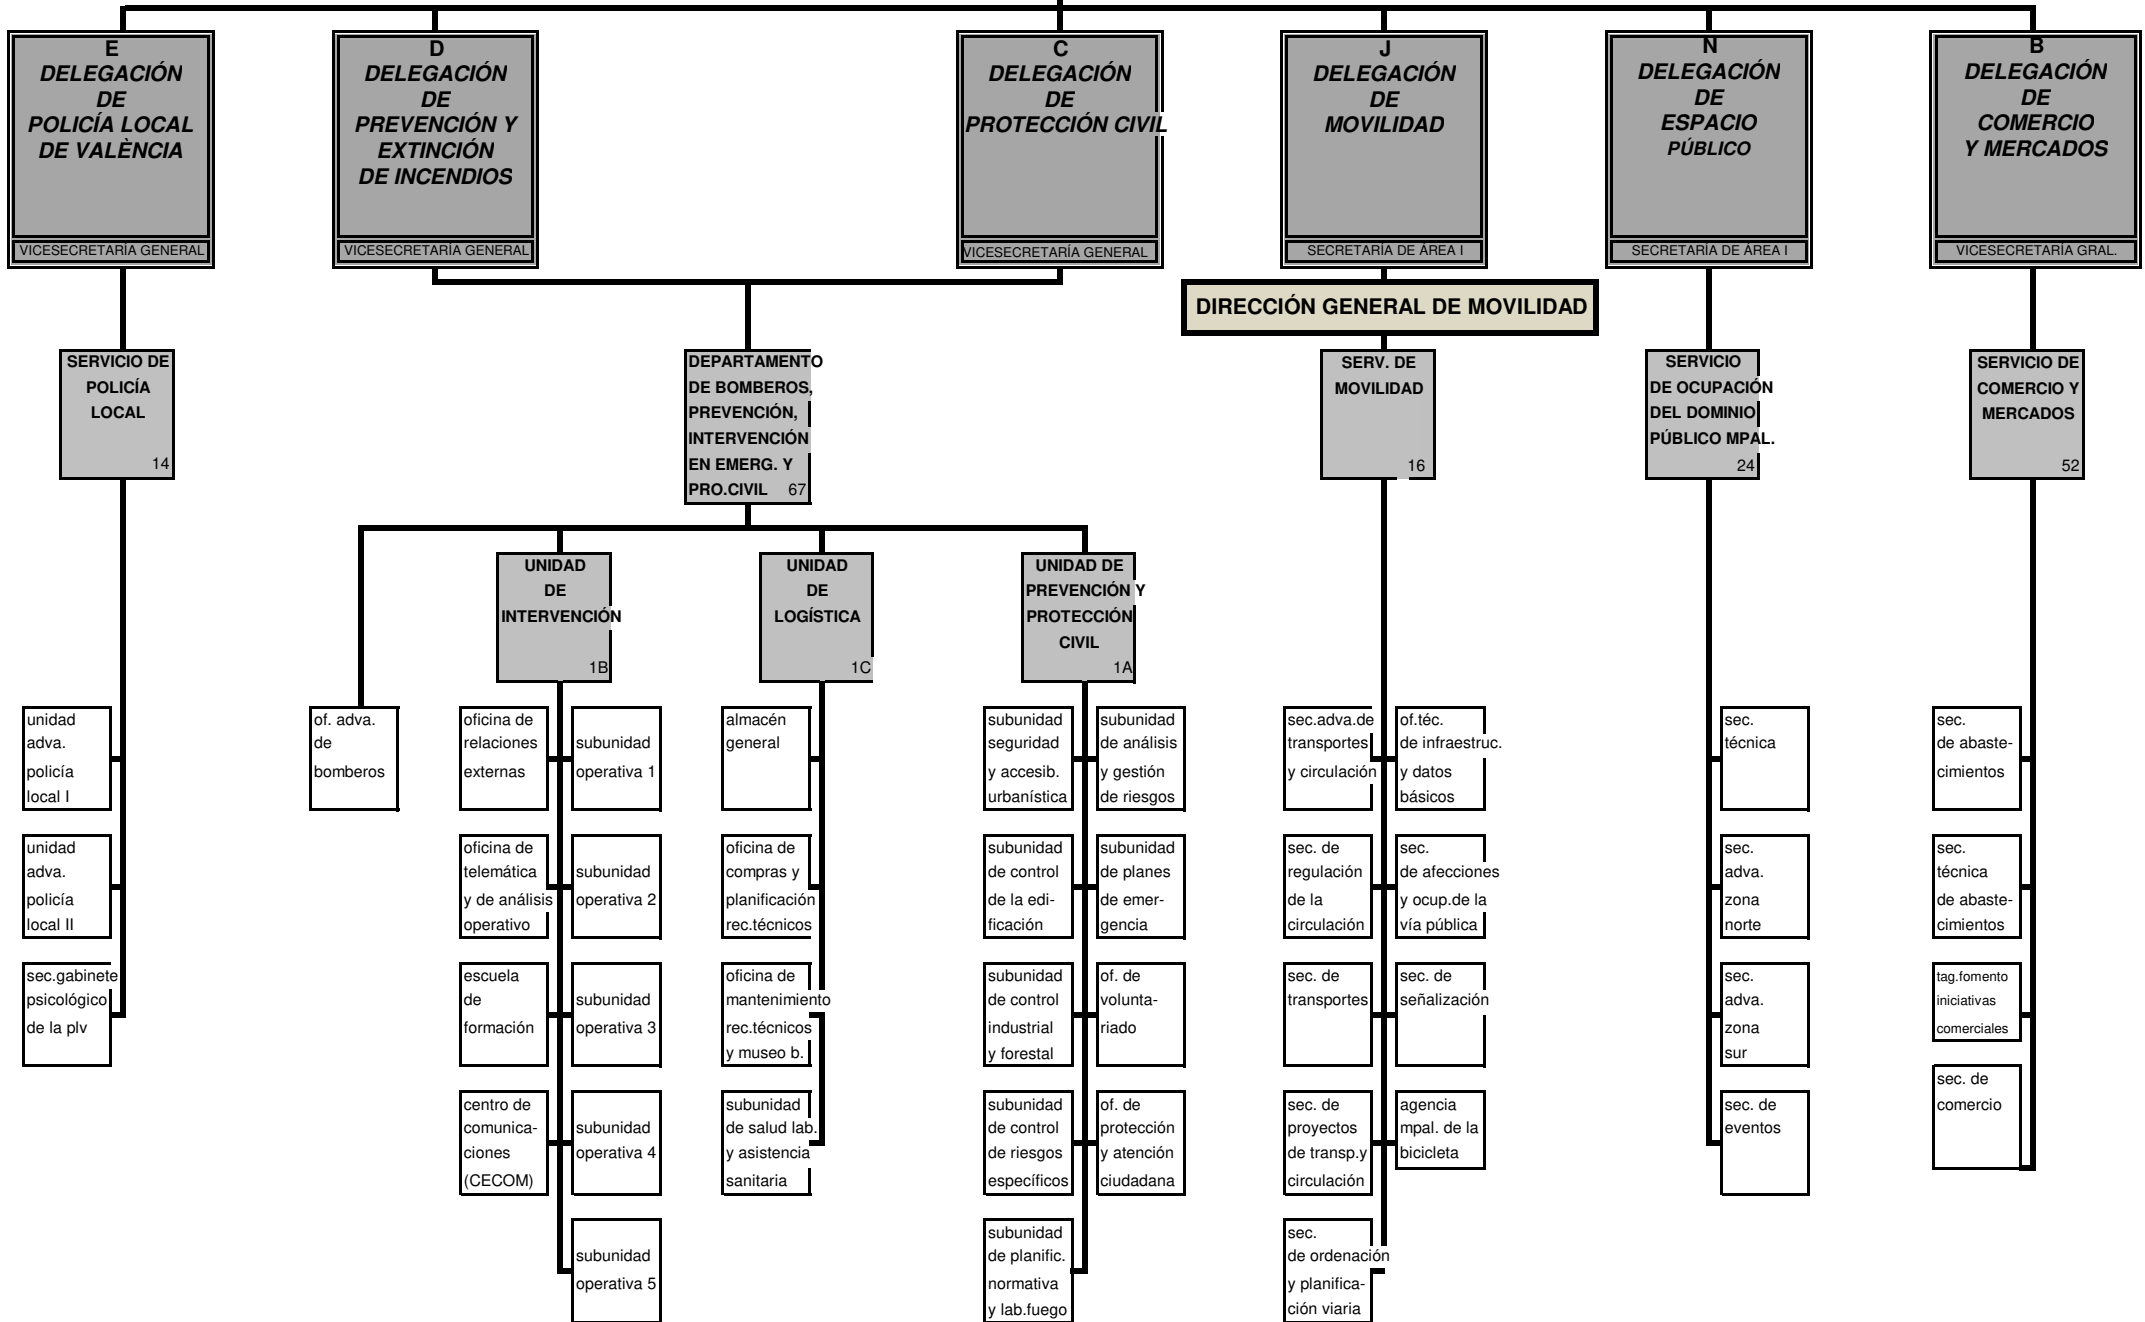 E
DELEGACIÓN
DE
POLICÍA LOCAL
DE VALÈNCIA
VICESECRETARÍA GENERAL
D
DELEGACIÓN
DE
PREVENCIÓN Y
EXTINCIÓN
DE INCENDIOS
VICESECRETARÍA GENERAL
C
DELEGACIÓN
DE
PROTECCIÓN CIVIL
VICESECRETARÍA GENERAL
J
DELEGACIÓN
DE
MOVILIDAD
SECRETARÍA DE ÁREA I
N
DELEGACIÓN
DE
ESPACIO
PÚBLICO
SECRETARÍA DE ÁREA I
B
DELEGACIÓN
DE
COMERCIO
Y MERCADOS
VICESECRETARÍA GRAL.
DIRECCIÓN GENERAL DE MOVILIDAD
SERVICIO DE
POLICÍA
LOCAL
14
DEPARTAMENTO
DE BOMBEROS,
PREVENCIÓN,
INTERVENCIÓN
EN EMERG. Y
PRO.CIVIL 67
SERV. DE
MOVILIDAD
16
SERVICIO
DE OCUPACIÓN
DEL DOMINIO
PÚBLICO MPAL.
24
SERVICIO DE
COMERCIO Y
MERCADOS
52
UNIDAD
DE
INTERVENCIÓN
1B
UNIDAD
DE
LOGÍSTICA
1C
UNIDAD DE
PREVENCIÓN Y
PROTECCIÓN
CIVIL
1A
unidad
adva.
policía
local I
unidad
adva.
policía
local II
sec.gabinete
psicológico
de la plv
of. adva.
de
bomberos
oficina de
relaciones
externas
subunidad
operativa 1
oficina de
telemática
y de análisis
operativo
subunidad
operativa 2
escuela
de
formación
subunidad
operativa 3
centro de
comunica-
ciones
(CECOM)
subunidad
operativa 4
subunidad
operativa 5
almacén
general
oficina de
compras y
planificación
rec.técnicos
oficina de
mantenimiento
rec.técnicos
y museo b.
subunidad
de salud lab.
y asistencia
sanitaria
subunidad
seguridad
y accesib.
urbanística
subunidad
de análisis
y gestión
de riesgos
subunidad
de control
de la edi-
ficación
subunidad
de planes
de emer-
gencia
subunidad
de control
industrial
y forestal
of. de
volunta-
riado
subunidad
de control
de riesgos
específicos
of. de
protección
y atención
ciudadana
subunidad
de planific.
normativa
y lab.fuego
sec.adva.de
transportes
y circulación
of.téc.
de infraestruc.
y datos
básicos
sec. de
regulación
de la
circulación
sec.
de afecciones
y ocup.de la
vía pública
sec. de
transportes
sec. de
señalización
sec. de
proyectos
de transp.y
circulación
agencia
mpal. de la
bicicleta
sec.
de ordenación
y planifica-
ción viaria
sec.
técnica
sec.
adva.
zona
norte
sec.
adva.
zona
sur
sec. de
eventos
sec.
de abaste-
cimientos
sec.
técnica
de abaste-
cimientos
tag.fomento
iniciativas
comerciales
sec. de
comercio